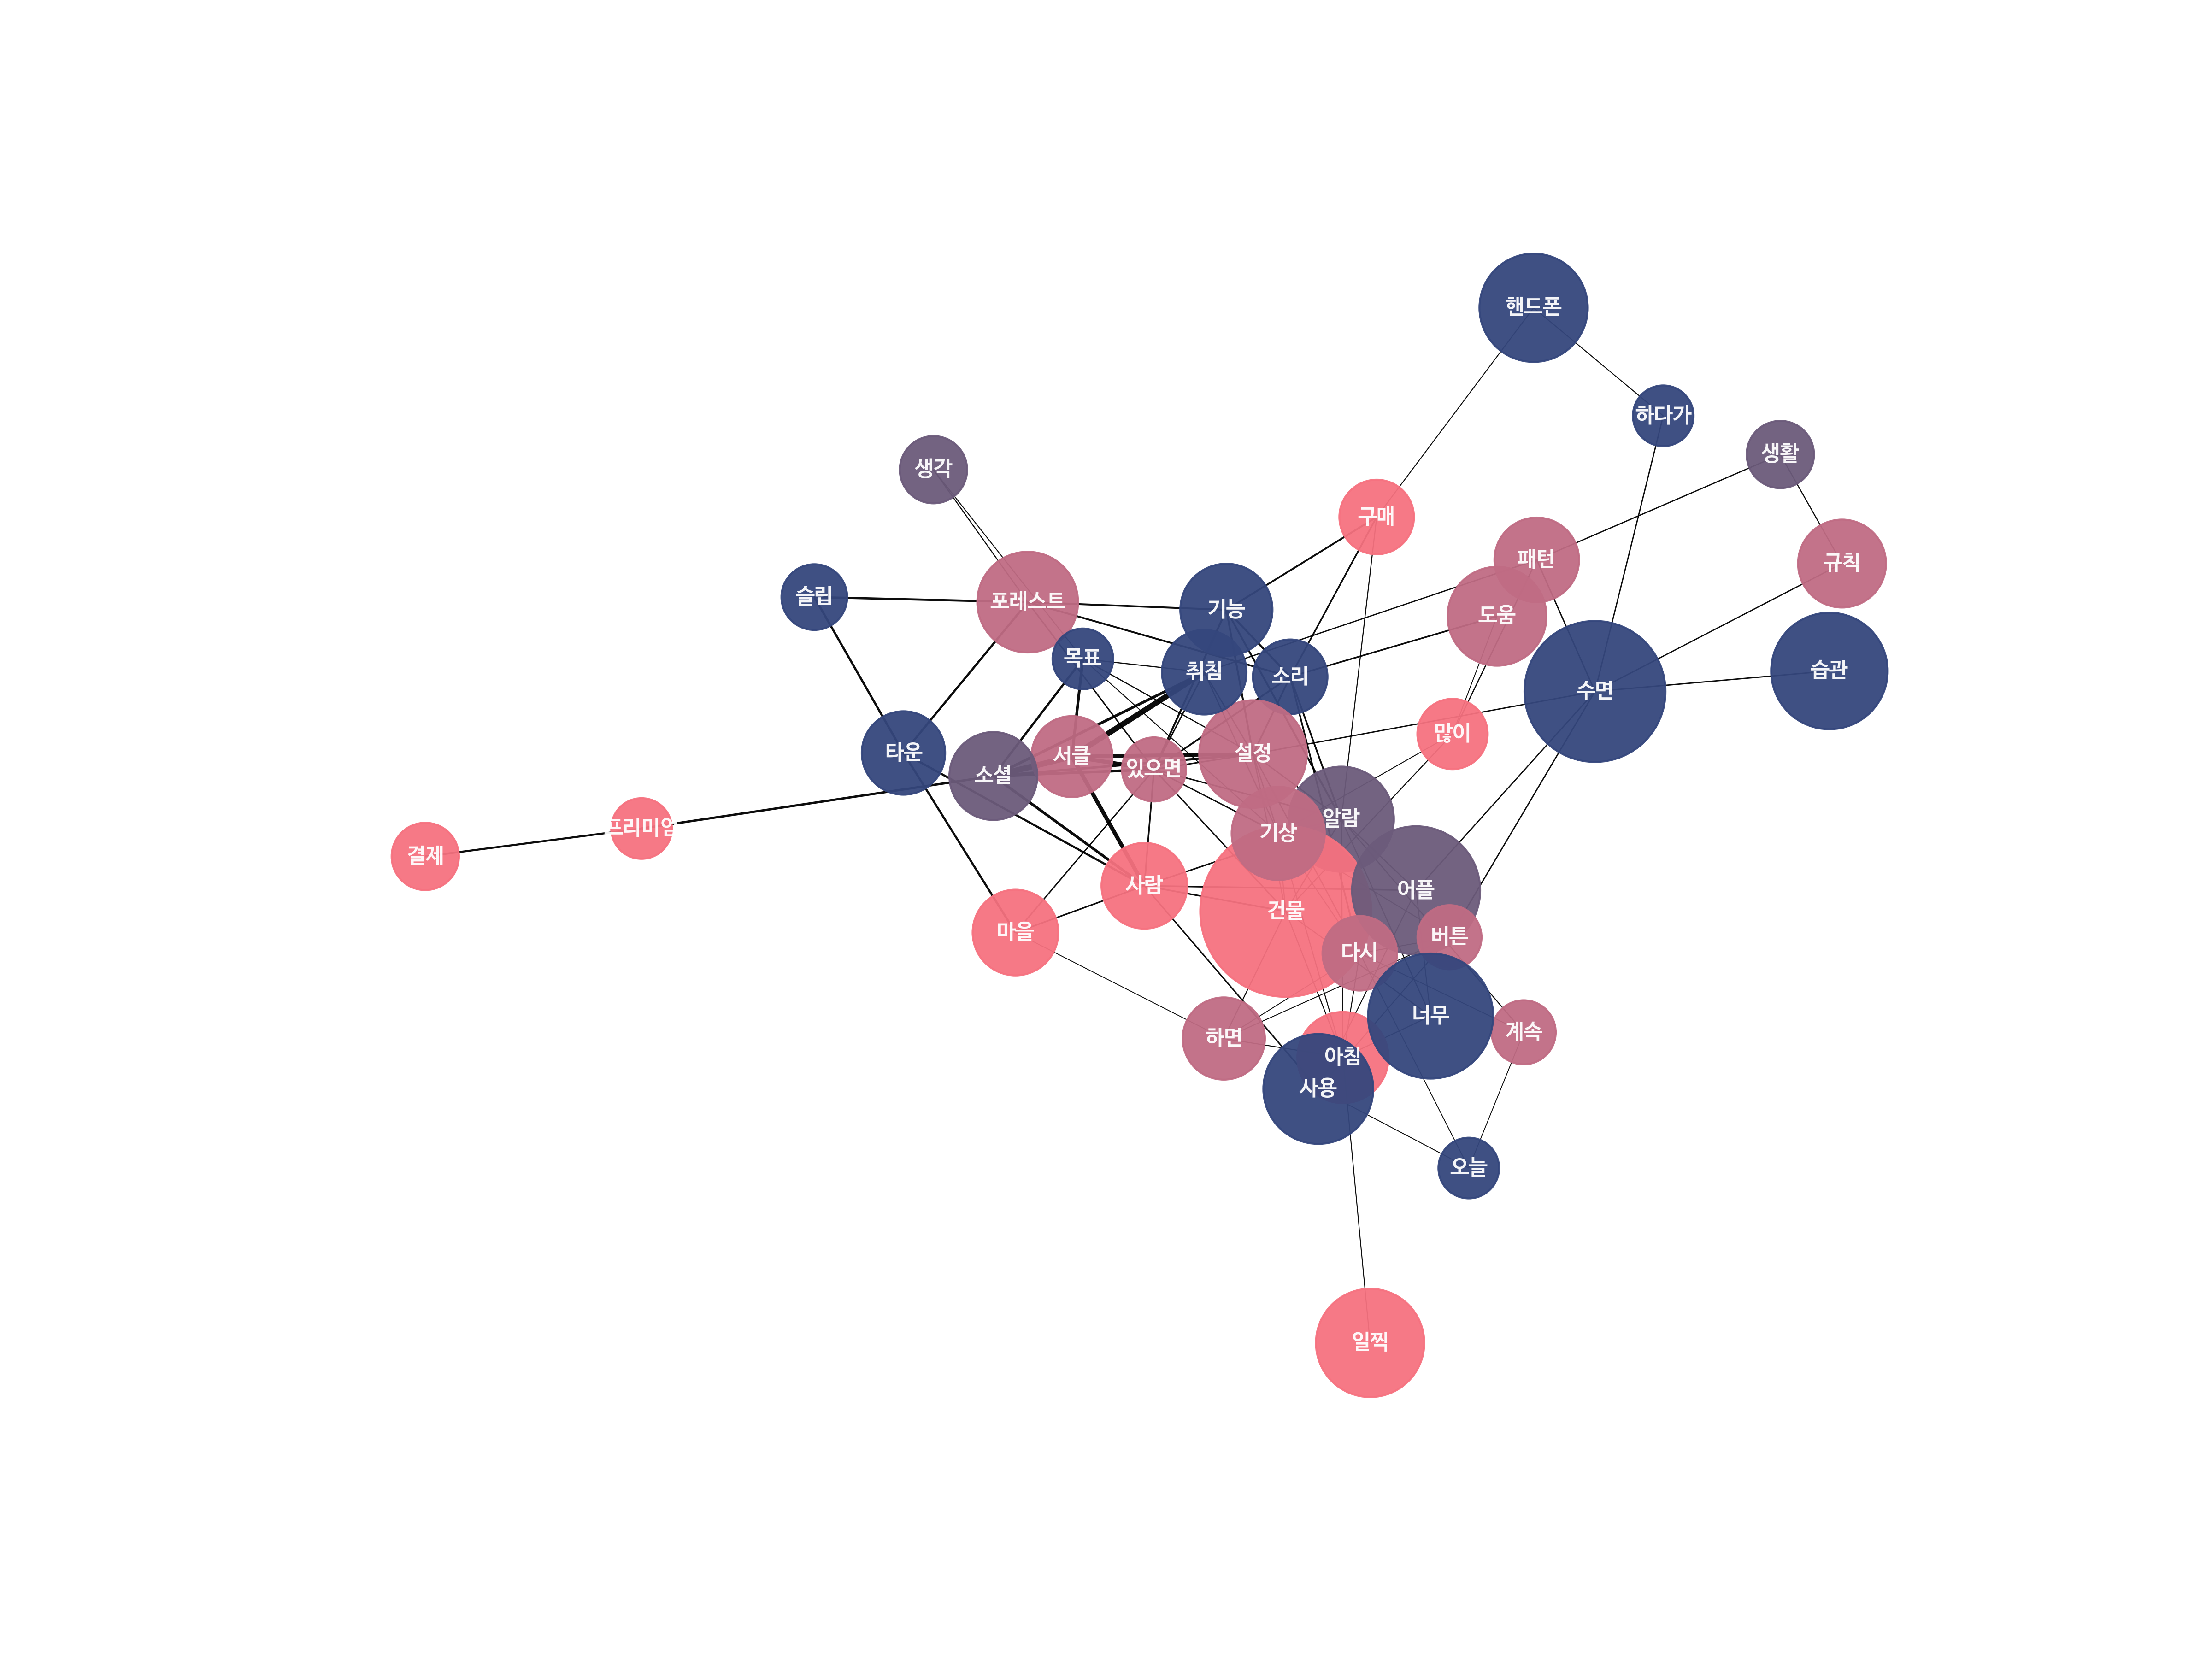 핸드폰
하다가
생활
생각
구매
패턴
규칙
슬립
포레스트
기능
도움
목표
취침
소리
수면
습관
많이
타운
소셜
서클
있으면
설정
알람
프리미엄
기상
결제
사람
어플
건물
마을
버튼
다시
너무
계속
하면
아침
사용
오늘
일찍